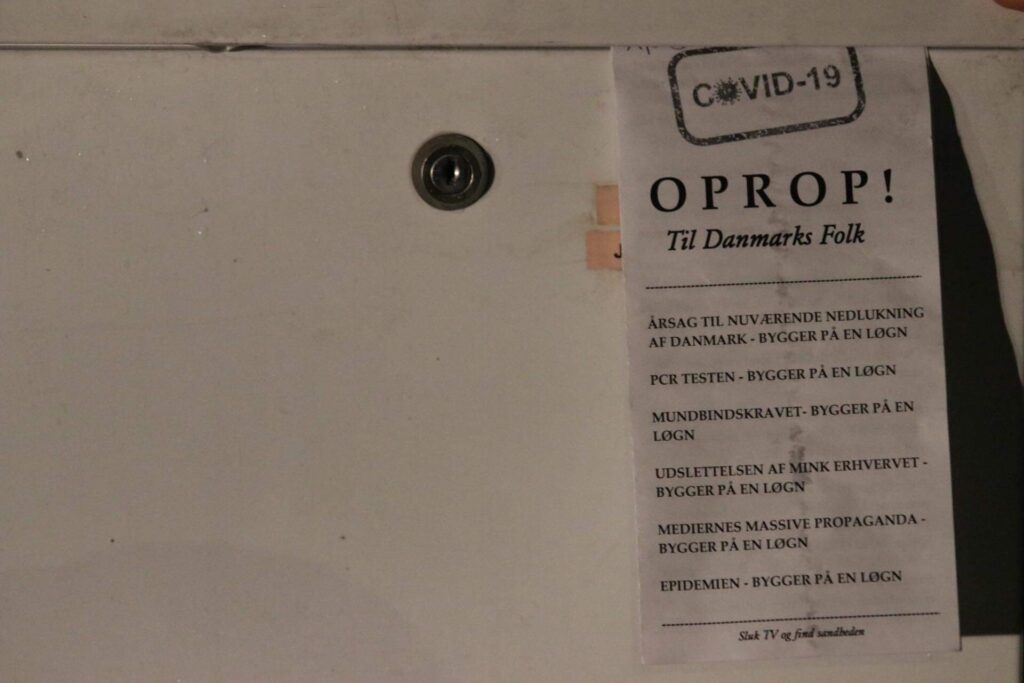 COVID-19
OPROP!
Til Danmarks Folk
ÅRSAG TIL NUVÆRENDE NEDLUKNING
AF DANMARK - BYGGER PÅ EN LØGN
PCR TESTEN - BYGGER PÅ EN LØGN
MUNDBINDSKRAVET- BYGGER PÅ EN
LØGN
UDSLETTELSEN AF MINK ERHVERVET -
BYGGER PÅ EN LØGN
MEDIERNES MASSIVE PROPAGANDA -
BYGGER PÅ EN LØGN
EPIDEMIEN - BYGGER PÅ EN LØGN
Sluk TV og find sandheden